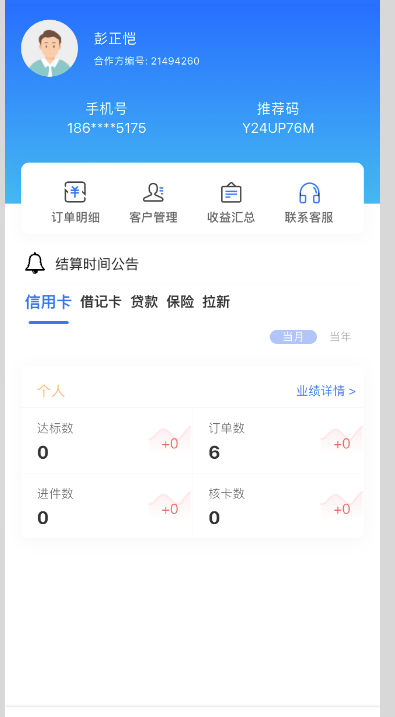 彭正恺
合作方编号: 21494260
手机号 推荐码
186****5175 Y24UP76M
订单明细 客户管理 收益汇总 联系客服
结算时间公告
信用卡 借记卡 贷款 保险 拉新
当月 当年
个人 业绩详情 >
达标数 订单数
0 +0 6 +0
进件数 核卡数
0 +0 0 +0